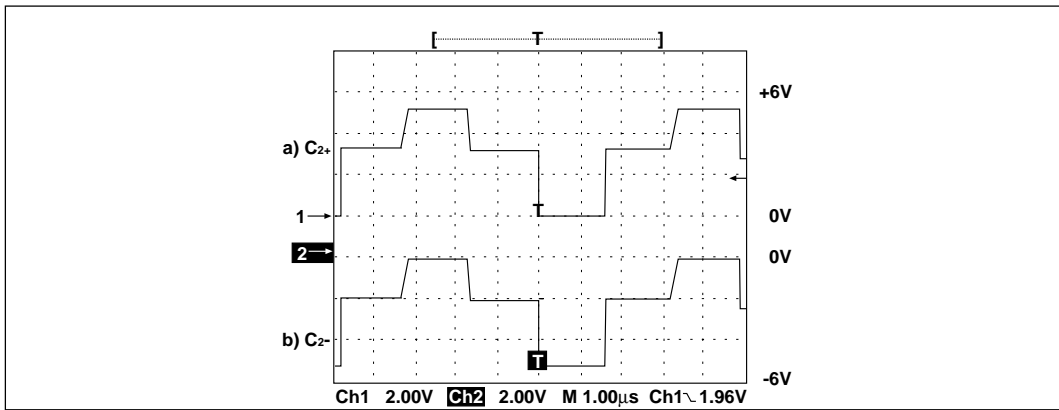 [ T ]
+6V
a) C2+
T
1
0V
2
0V
b) C2-
T
-6V
Ch1 2.00V Ch2 2.00V M 1.00µs Ch1 1.96V